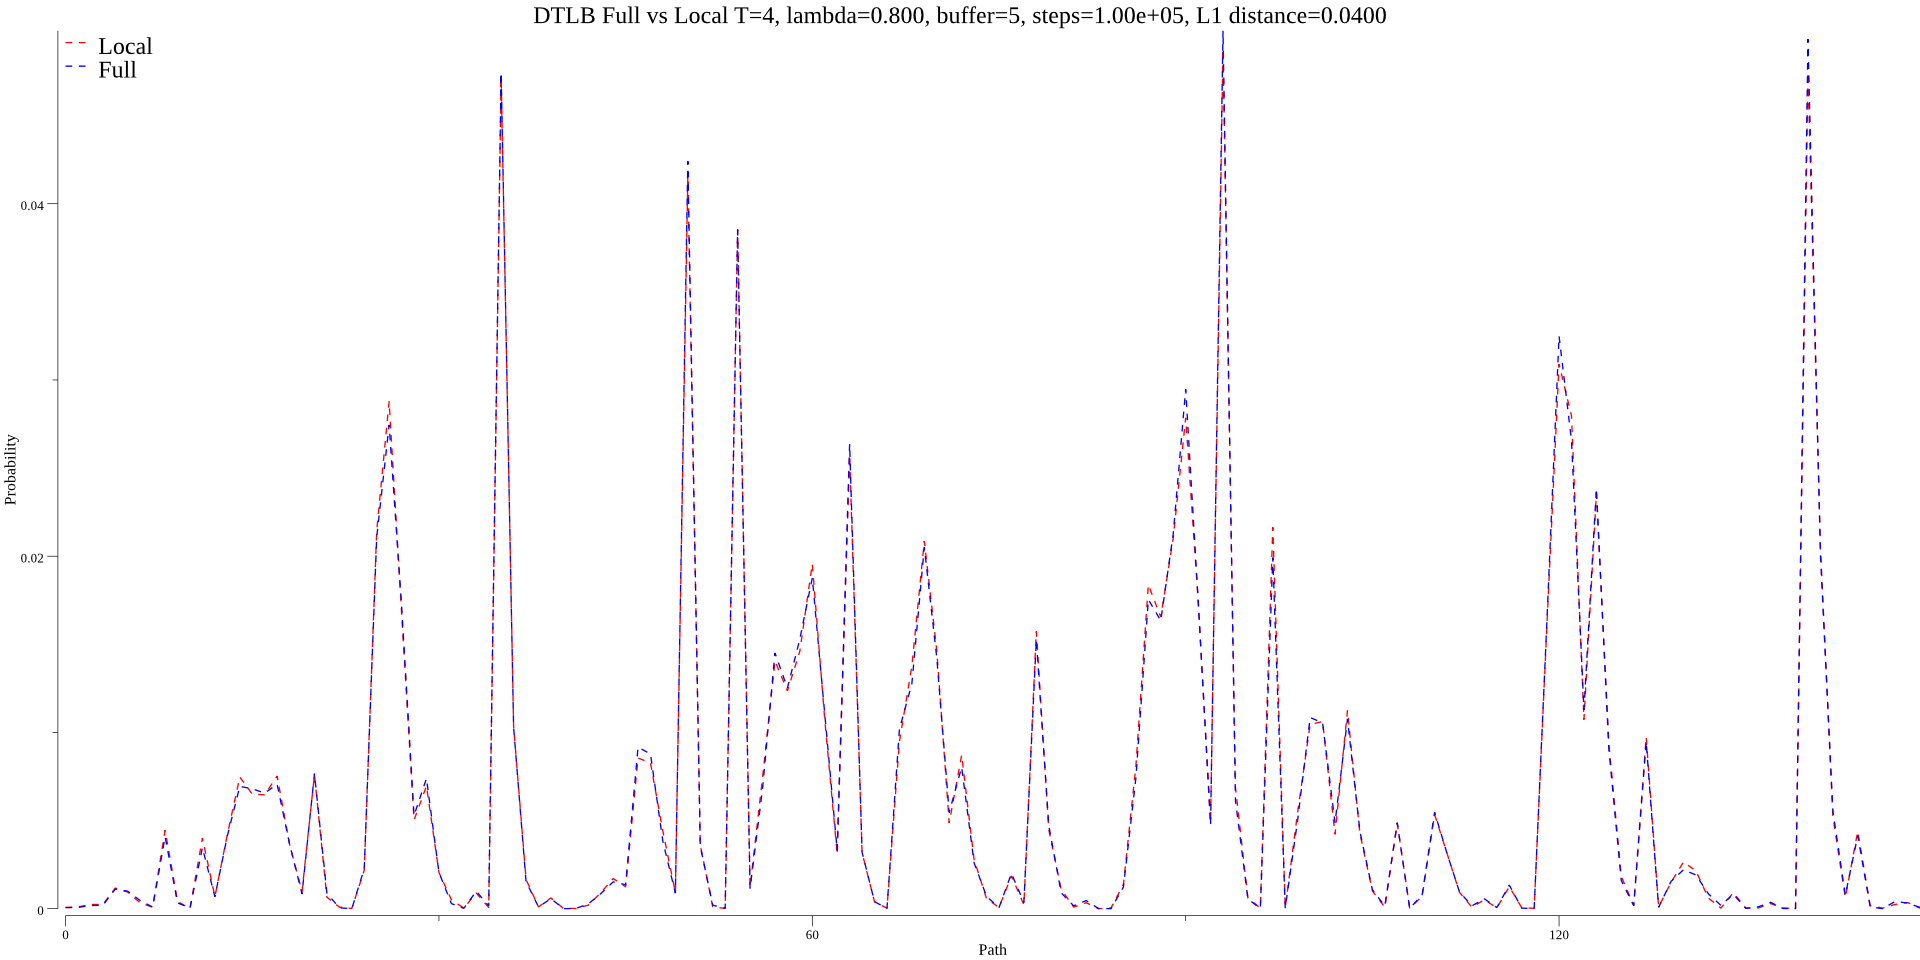 DTLB Full vs Local T=4, lambda=0.800, buffer=5, steps=1.00e+05, L1 distance=0.0400
Local
Full
0.04
0.02
0
Probability
0
60
120
Path